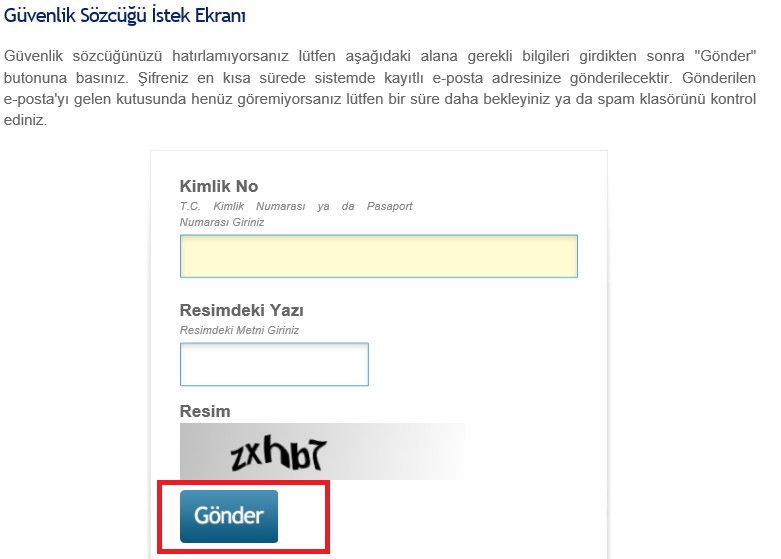 Güvenlik Sözcüğü İstek Ekranı
Güvenlik sözcüğünüzü hatırlamıyorsanız lütfen aşağıdaki alana gerekli bilgileri girdikten sonra "Gönder"
butonuna basınız. Şifreniz en kısa sürede sistemde kayıtlı e-posta adresinize gönderilecektir. Gönderilen
e-posta'yı gelen kutusunda henüz göremiyorsanız lütfen bir süre daha bekleyiniz ya da spam klasörünü kontrol
ediniz.
Kimlik No
T.C. Kimlik Numarası ya da Pasaport
Numarası Giriniz
Resimdeki Yazı
Resimdeki Metni Giriniz
Resim
zxhb7
Gönder